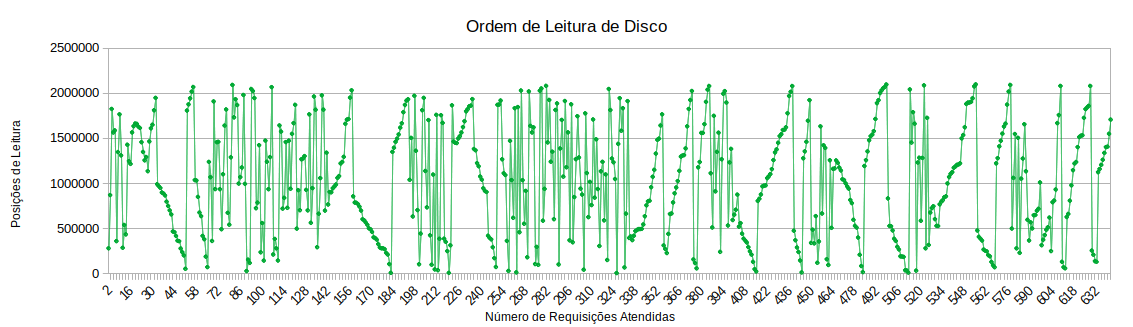 Ordem de Leitura de Disco
Posições de Leitura
2500000
2000000
1500000
1000000
500000
0
2 16 30 44 58 72 86 100 114 128 142 156 170 184 198 212 226 240 254 268 282 296 310 324 338 352 366 380 394 408 422 436 450 464 478 492 506 520 534 548 562 576 590 604 618 632
Número de Requisições Atendidas